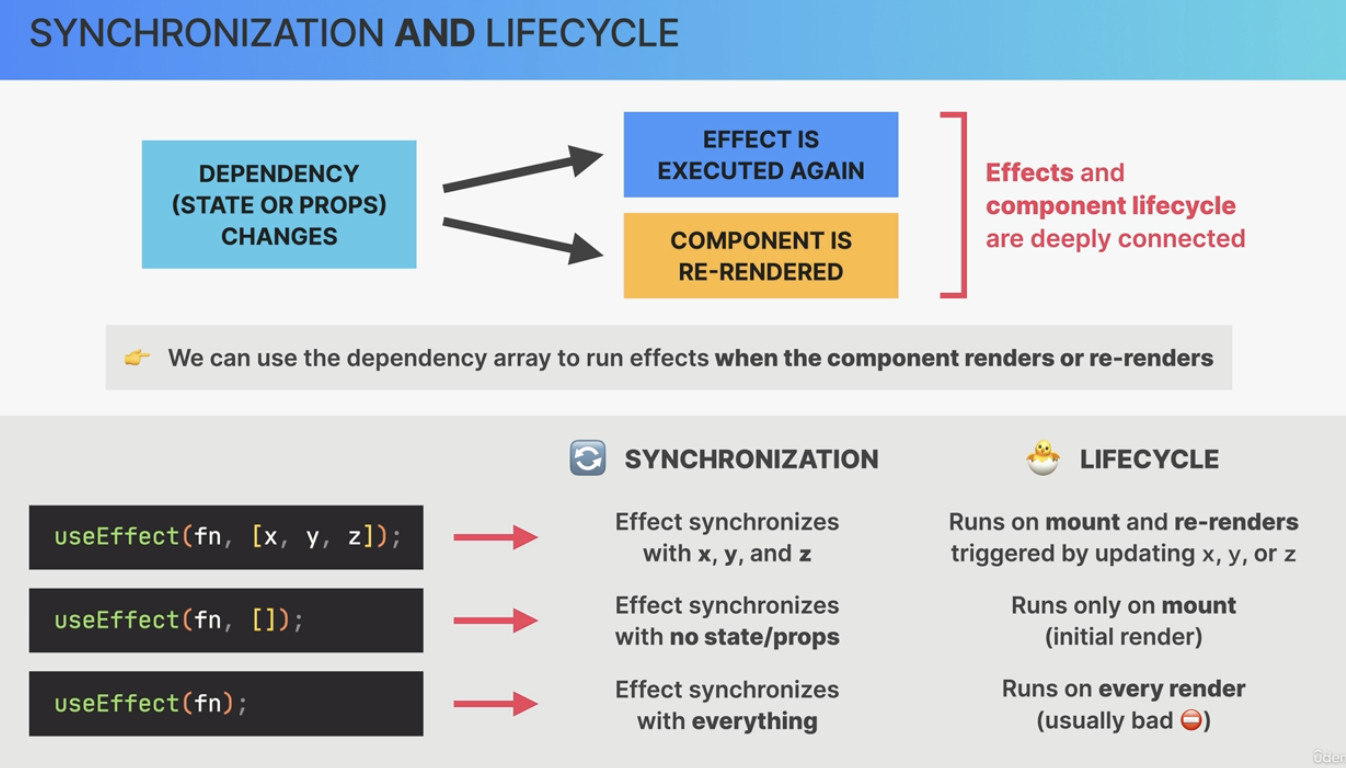 SYNCHRONIZATION AND LIFECYCLE
DEPENDENCY
(STATE OR PROPS)
CHANGES
EFFECT IS
EXECUTED AGAIN
COMPONENT IS
RE-RENDERED
Effects and
component lifecycle
are deeply connected
👉 We can use the dependency array to run effects when the component renders or re-renders
🔄 SYNCHRONIZATION
🐣 LIFECYCLE
useEffect(fn, [x, y, z]);
Effect synchronizes
with x, y, and z
Runs on mount and re-renders
triggered by updating x, y, or z
useEffect(fn, []);
Effect synchronizes
with no state/props
Runs only on mount
(initial render)
useEffect(fn);
Effect synchronizes
with everything
Runs on every render
(usually bad ⛔)